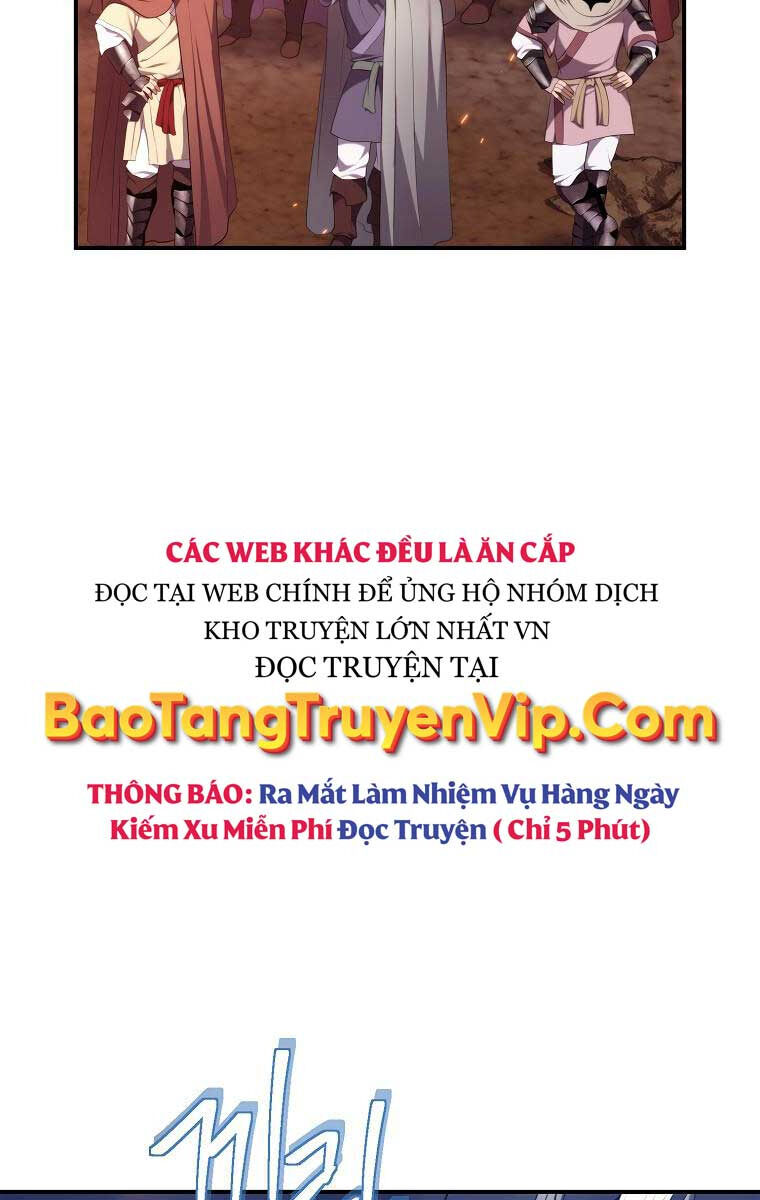 CÁC WEB KHÁC ĐỀU LÀ ĂN CẮP
ĐỌC TẠI WEB CHÍNH ĐỂ ỦNG HỘ NHÓM DỊCH
KHO TRUYỆN LỚN NHẤT VN
ĐỌC TRUYỆN TẠI
BaoTangTruyenVip.Com
THÔNG BÁO: Ra Mắt Làm Nhiệm Vụ Hàng Ngày
Kiếm Xu Miễn Phí Đọc Truyện ( Chỉ 5 Phút)